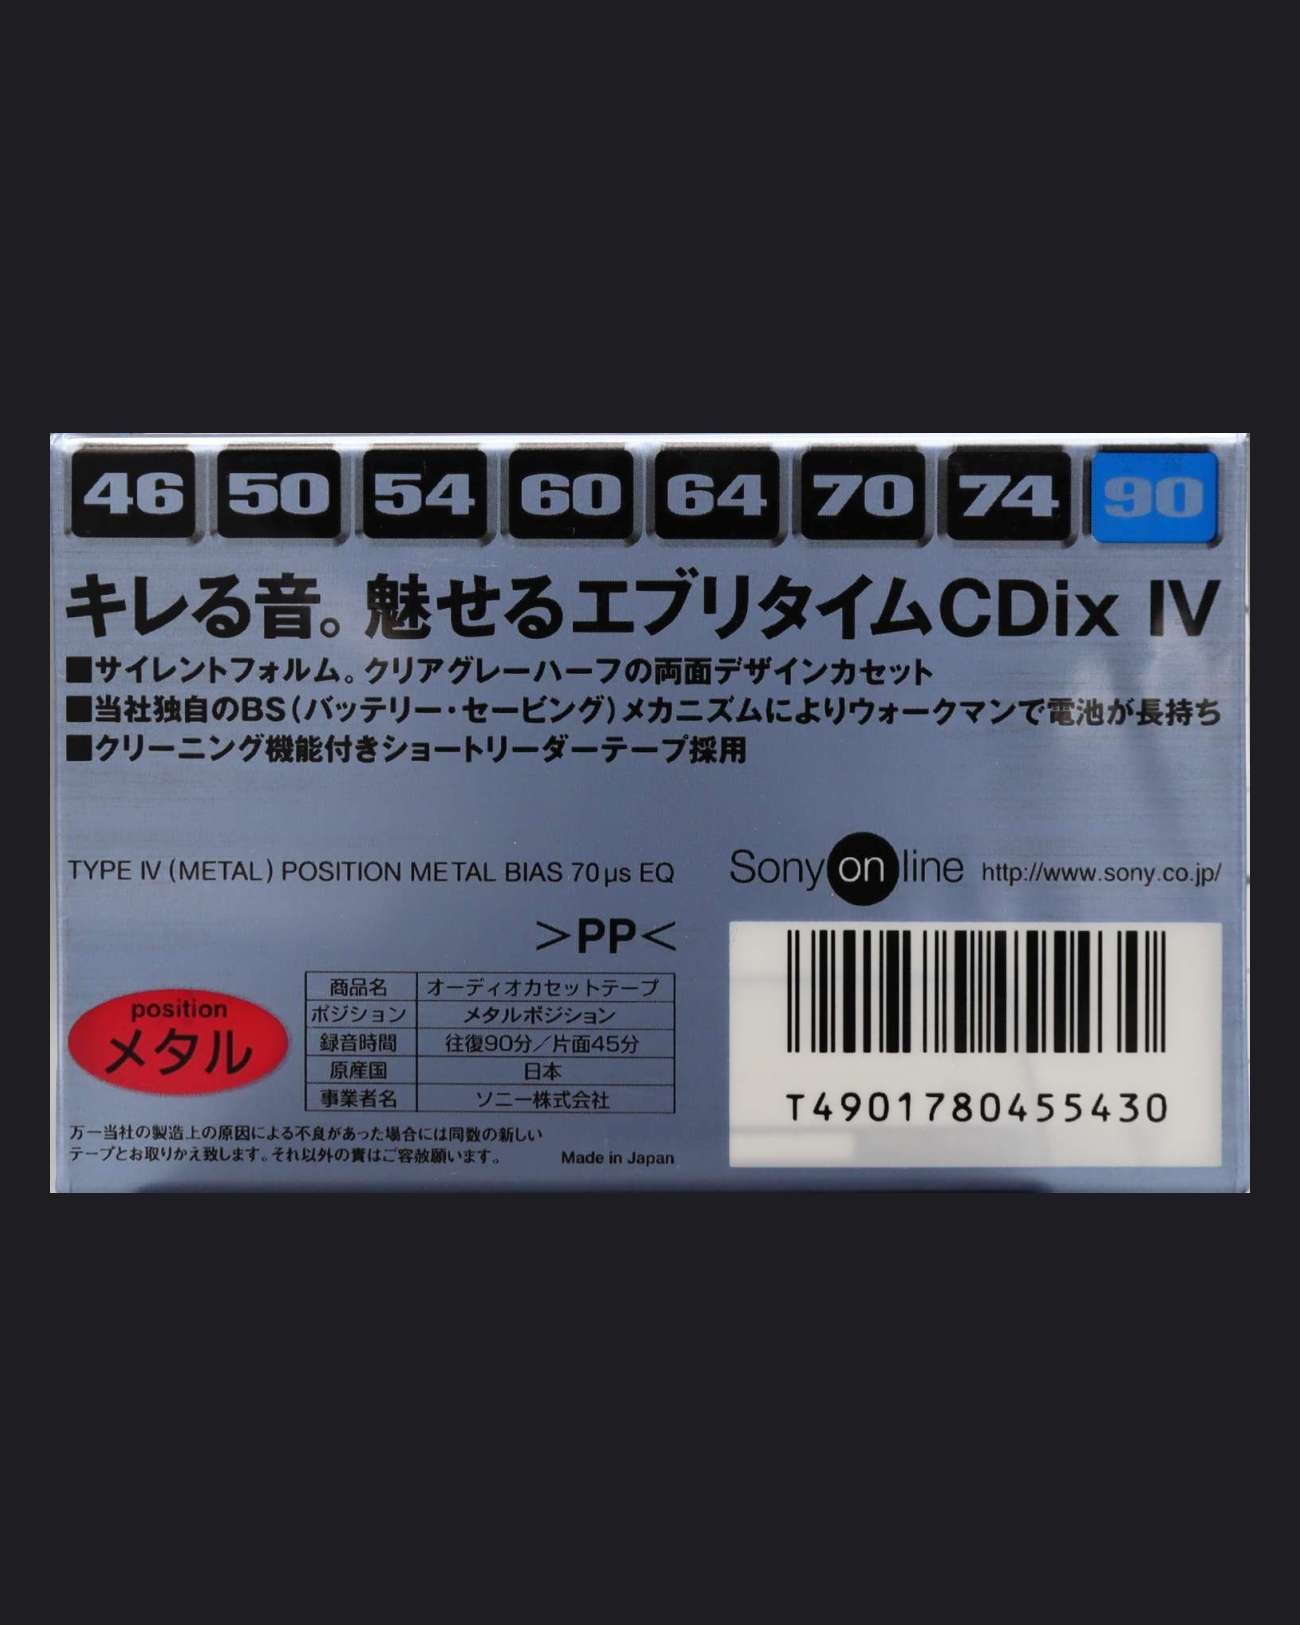 46 50 54 60 64 70 74 90
キレる音。魅せるエブリタイムCDix IV
■サイレントフォルム。クリアグレーハーフの両面デザインカセット
■当社独自のBS(バッテリー・セービング)メカニズムによりウォークマンで電池が長持ち
■クリーニング機能付きショートリーダーテープ採用
TYPE IV (METAL) POSITION METAL BIAS 70μs EQ
Sony on line http://www.sony.co.jp/
>PP<
position
メタル
商品名 オーディオカセットテープ
ポジション メタルポジション
録音時間 往復90分／片面45分
原産国 日本
事業者名 ソニー株式会社
万一当社の製造上の原因による不良があった場合には同数の新しい
テープとお取りかえ致します。それ以外の責はご容赦願います。
Made in Japan
T4901780455430